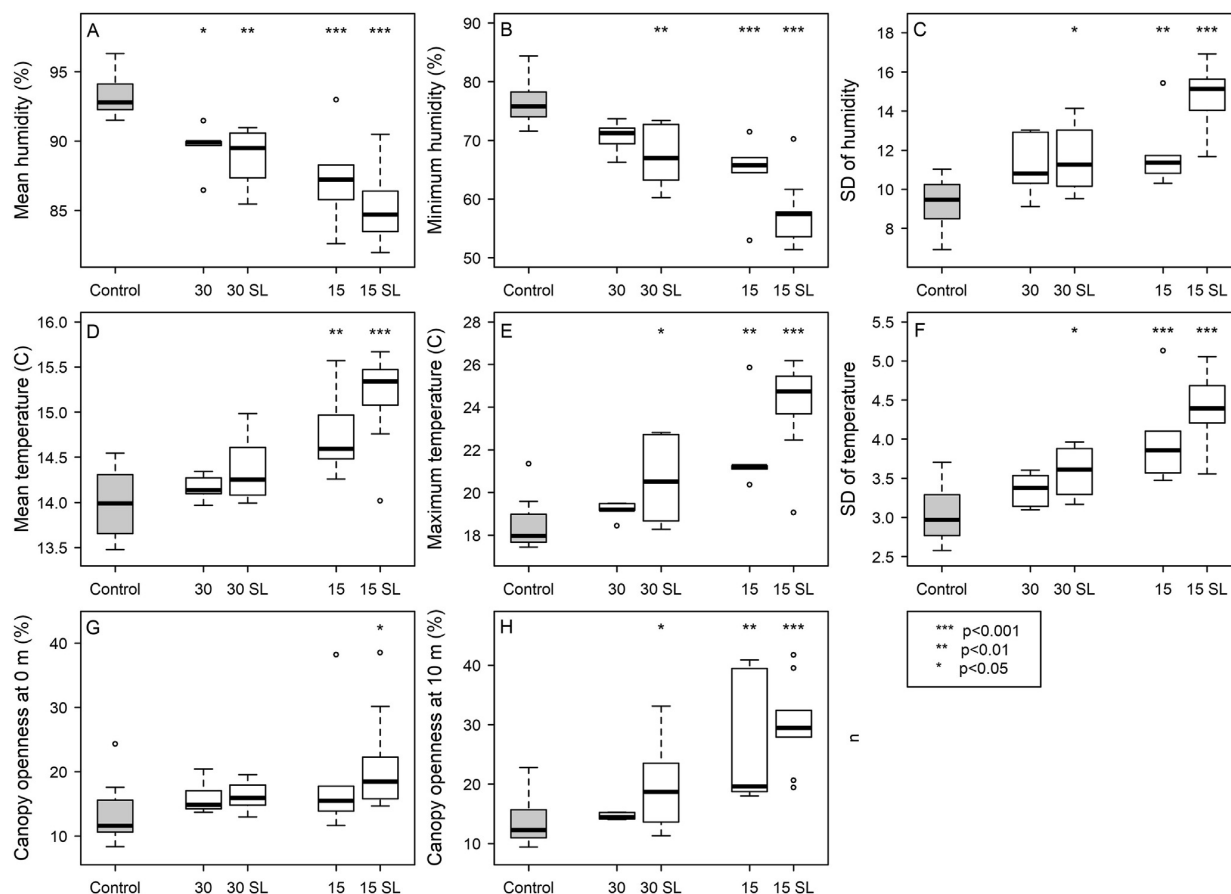 A * ** *** ***
Mean humidity (%)
95
90
85
Control 30 30 SL 15 15 SL
B ** *** ***
Minimum humidity (%)
90
80
70
60
50
Control 30 30 SL 15 15 SL
C * ** ***
SD of humidity
18
16
14
12
10
8
Control 30 30 SL 15 15 SL
D ** ***
Mean temperature (C)
16.0
15.5
15.0
14.5
14.0
13.5
Control 30 30 SL 15 15 SL
E * ** ***
Maximum temperature (C)
28
26
24
22
20
18
Control 30 30 SL 15 15 SL
F * *** ***
SD of temperature
5.5
5.0
4.5
4.0
3.5
3.0
2.5
Control 30 30 SL 15 15 SL
G *
Canopy openness at 0 m (%)
40
30
20
10
Control 30 30 SL 15 15 SL
H * ** ***
Canopy openness at 10 m (%)
40
30
20
10
Control 30 30 SL 15 15 SL
*** p<0.001
** p<0.01
* p<0.05
n